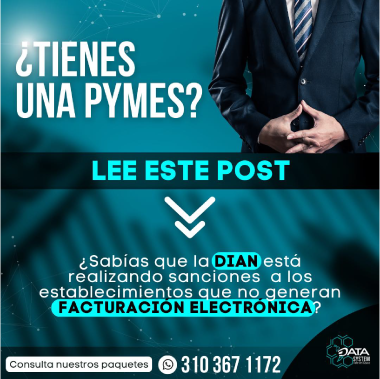 ¿TIENES
UNA PYMES?
LEE ESTE POST
¿Sabías que la DIAN está
realizando sanciones a los
establecimientos que no generan
FACTURACIÓN ELECTRÓNICA?
Consulta nuestros paquetes 310 367 1172
DATA
SYSTEM